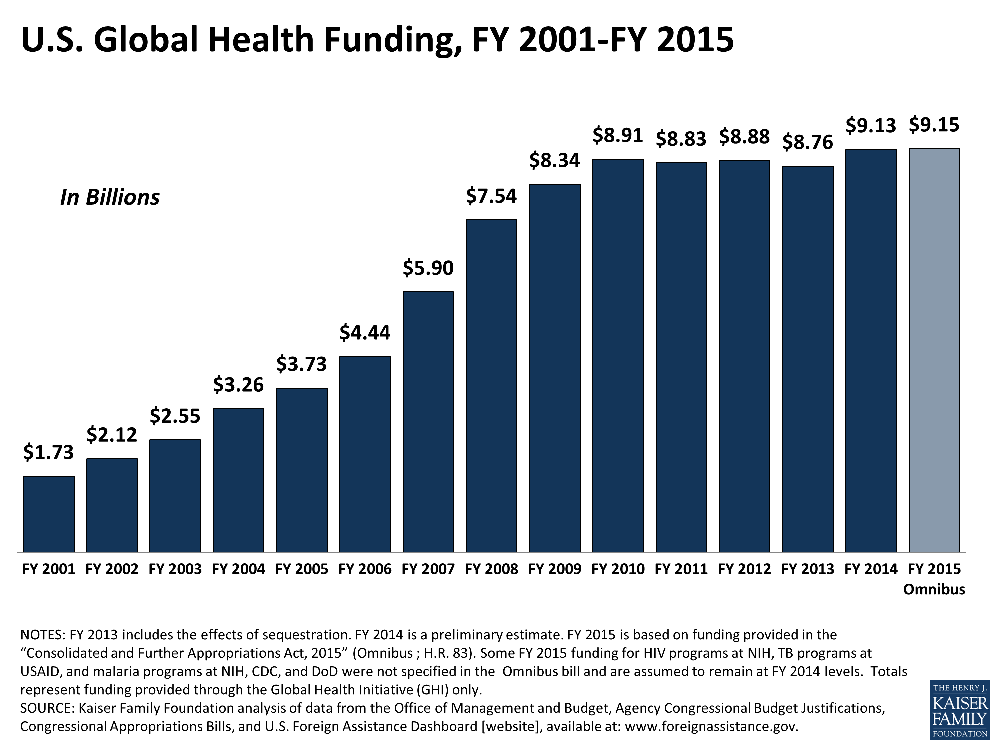 U.S. Global Health Funding, FY 2001-FY 2015
In Billions
$1.73
$2.12
$2.55
$3.26
$3.73
$4.44
$5.90
$7.54
$8.34
$8.91
$8.83
$8.88
$8.76
$9.13
$9.15
FY 2001 FY 2002 FY 2003 FY 2004 FY 2005 FY 2006 FY 2007 FY 2008 FY 2009 FY 2010 FY 2011 FY 2012 FY 2013 FY 2014 FY 2015
Omnibus
NOTES: FY 2013 includes the effects of sequestration. FY 2014 is a preliminary estimate. FY 2015 is based on funding provided in the
“Consolidated and Further Appropriations Act, 2015” (Omnibus ; H.R. 83). Some FY 2015 funding for HIV programs at NIH, TB programs at
USAID, and malaria programs at NIH, CDC, and DoD were not specified in the Omnibus bill and are assumed to remain at FY 2014 levels. Totals
represent funding provided through the Global Health Initiative (GHI) only.
SOURCE: Kaiser Family Foundation analysis of data from the Office of Management and Budget, Agency Congressional Budget Justifications,
Congressional Appropriations Bills, and U.S. Foreign Assistance Dashboard [website], available at: www.foreignassistance.gov.
THE HENRY J.
KAISER
FAMILY
FOUNDATION